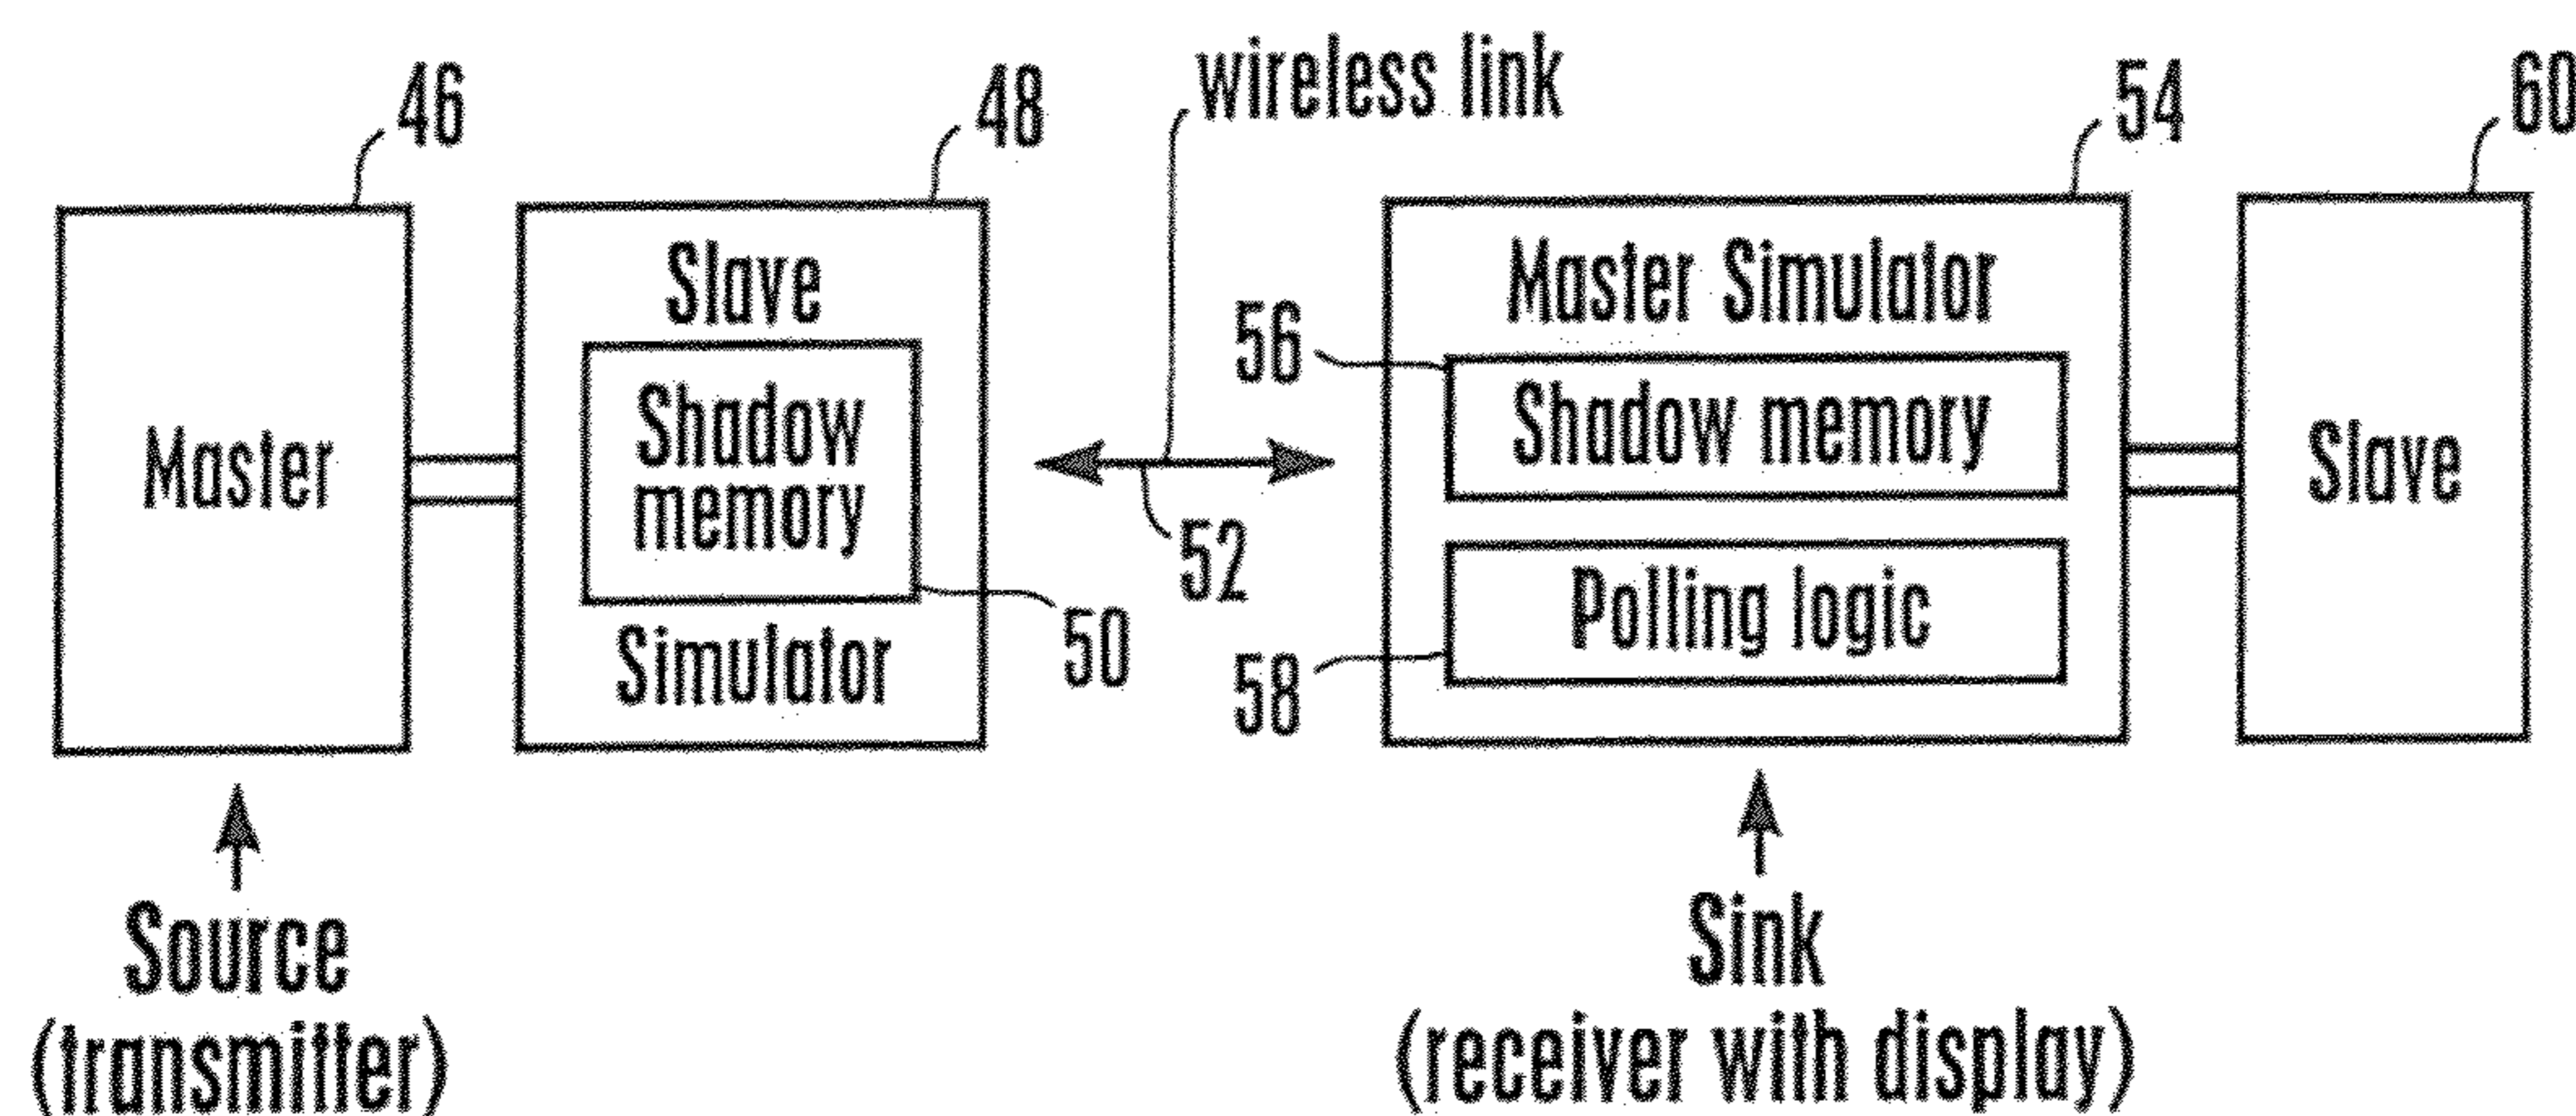 46
48
wireless link
54
60
Master
Slave
Shadow
memory
Simulator
50
52
Master Simulator
56
Shadow memory
58
Polling logic
Slave
Source
(transmitter)
Sink
(receiver with display)